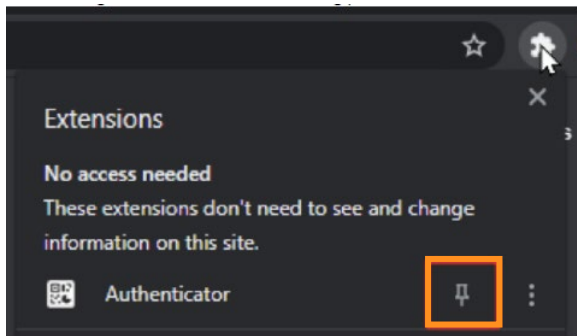 Extensions
No access needed
These extensions don't need to see and change
information on this site.
Authenticator